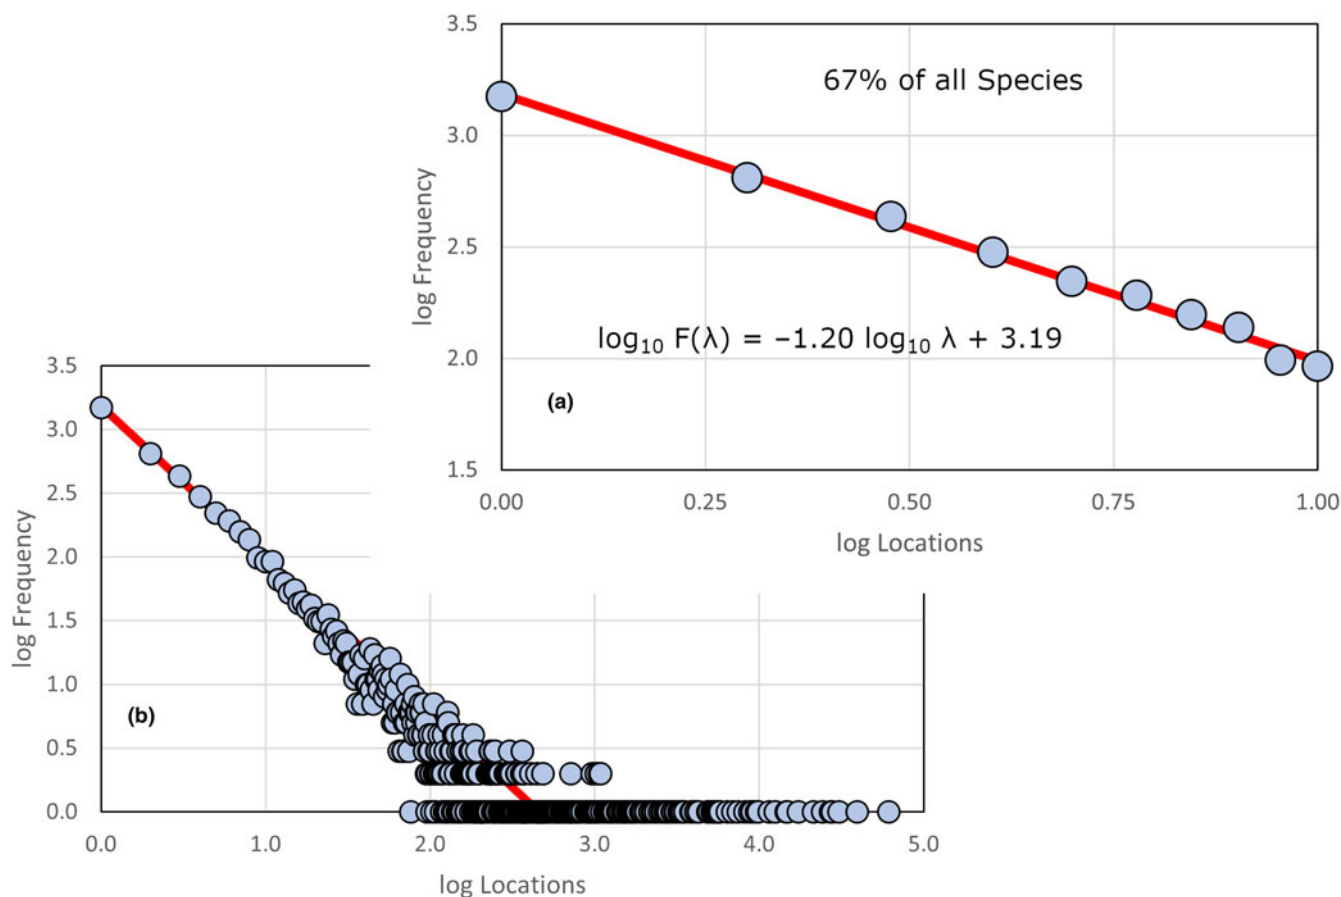 3.5
67% of all Species
3.0
log Frequency
2.5
log₁₀ F(λ) = –1.20 log₁₀ λ + 3.19
2.0
(a)
1.5
0.00 0.25 0.50 0.75 1.00
log Locations
3.5
3.0
2.5
2.0
log Frequency
1.5
1.0
(b)
0.5
0.0
0.0 1.0 2.0 3.0 4.0 5.0
log Locations